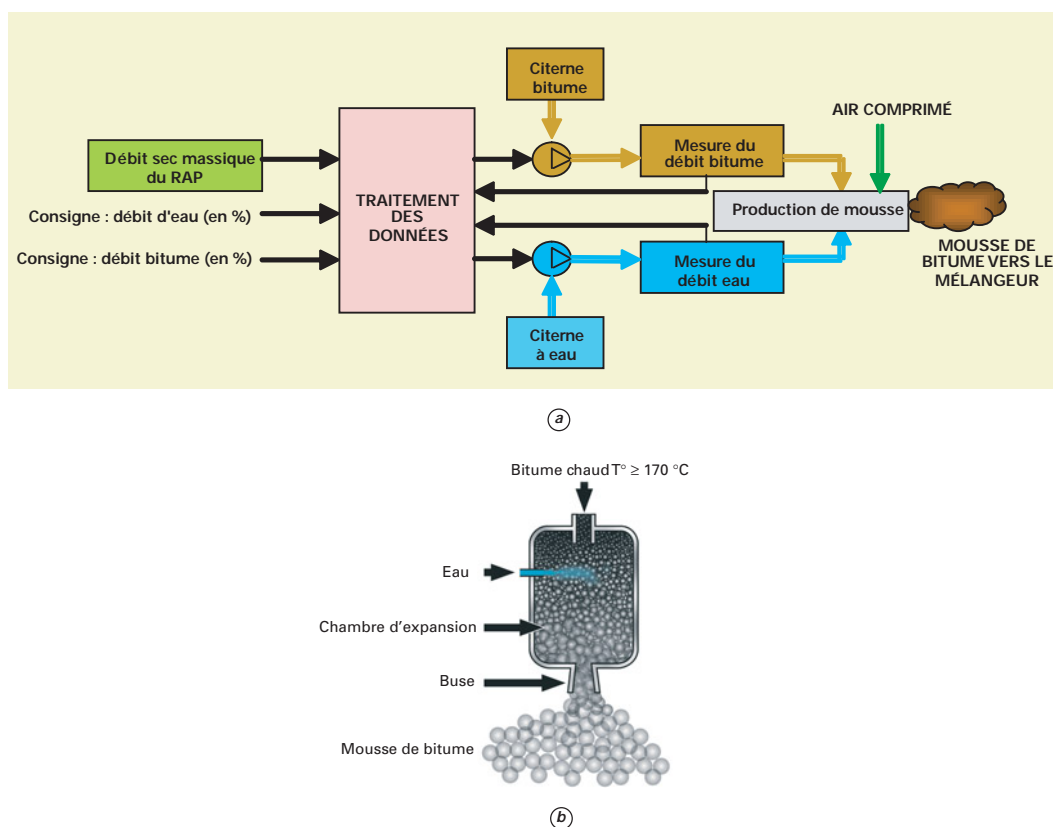 Citerne
bitume
AIR COMPRIMÉ
Débit sec massique
du RAP
Mesure du
débit bitume
TRAITEMENT
DES
DONNÉES
Consigne : débit d'eau (en %)
Production de mousse
Consigne : débit bitume (en %)
Mesure du
débit eau
MOUSSE DE
BITUME VERS LE
MÉLANGEUR
Citerne
à eau
a
Bitume chaud T° ≥ 170 °C
Eau
Chambre d'expansion
Buse
Mousse de bitume
b